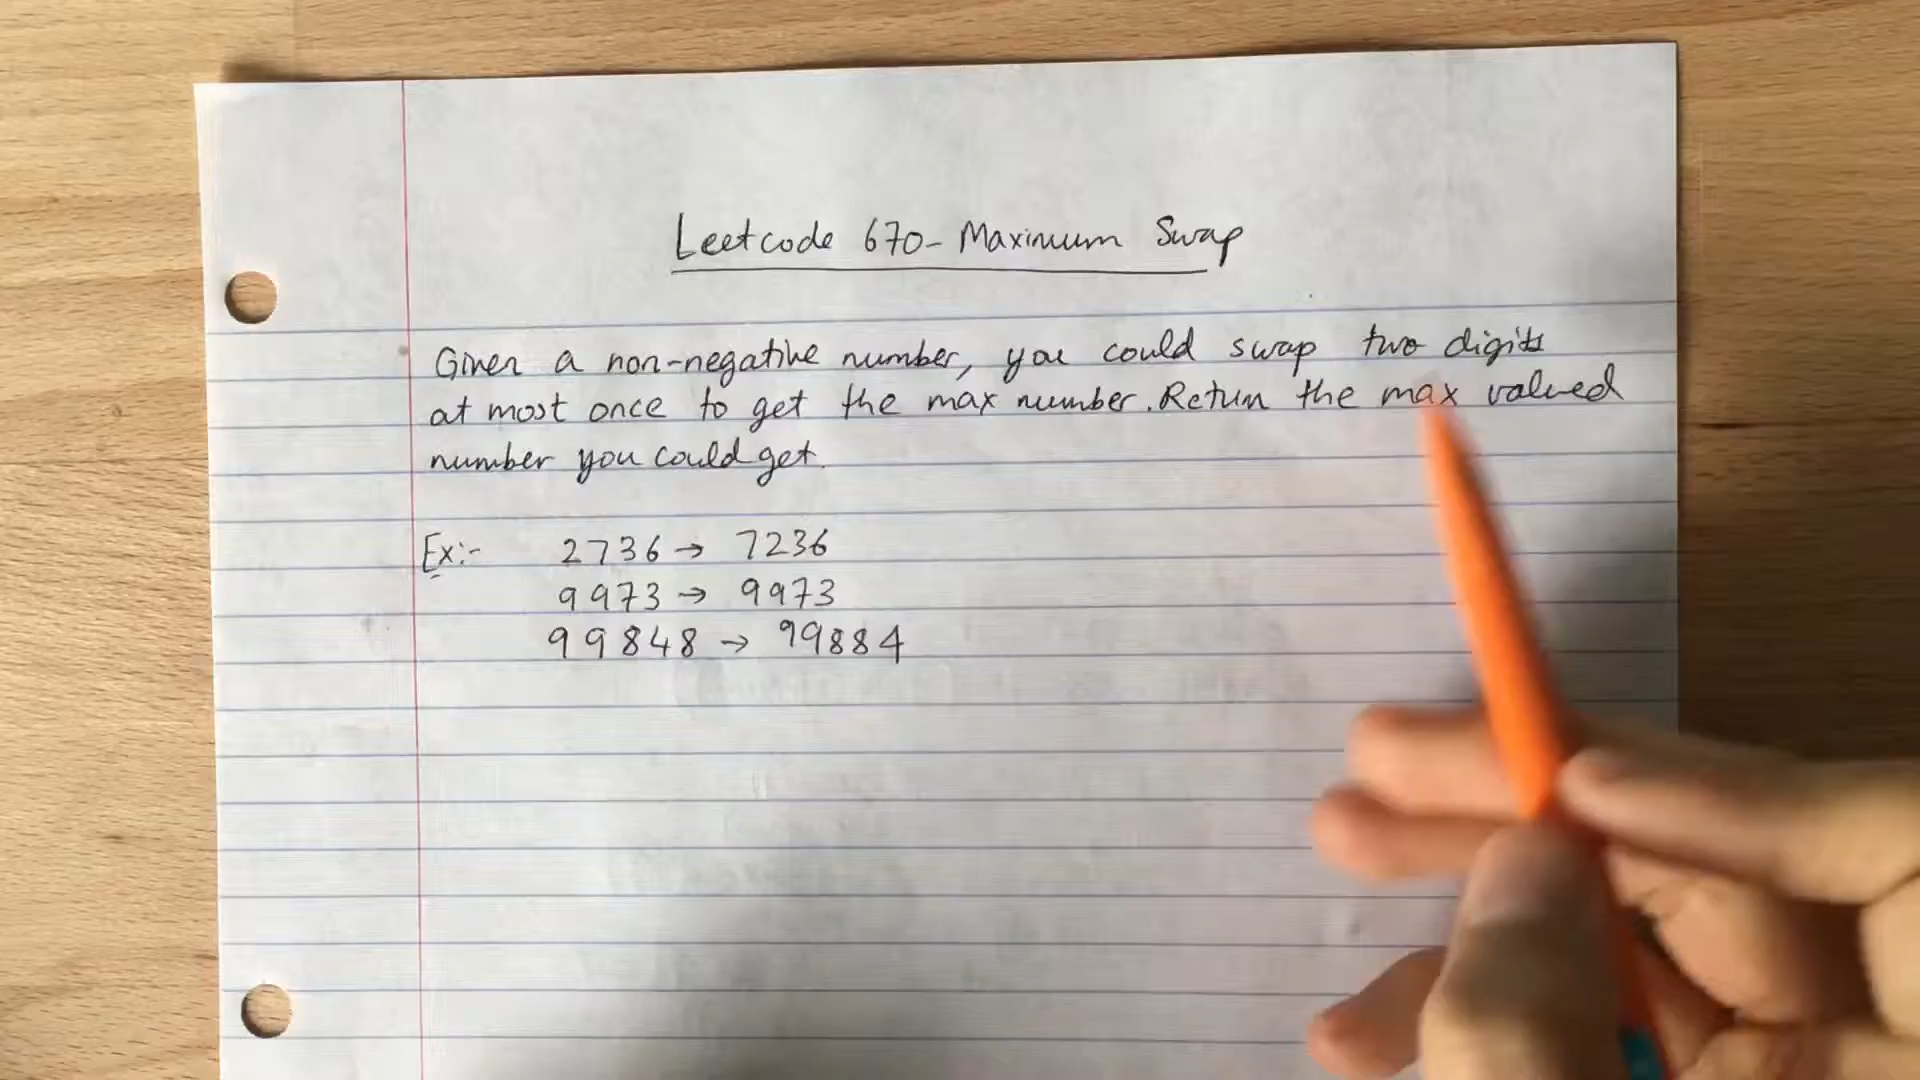 Leetcode 670- Maximum Swap
Given a non-negative number, you could swap two digits
at most once to get the max number. Return the max valued
number you could get.
Ex:- 2736 → 7236
9973 → 9973
99848 → 99884